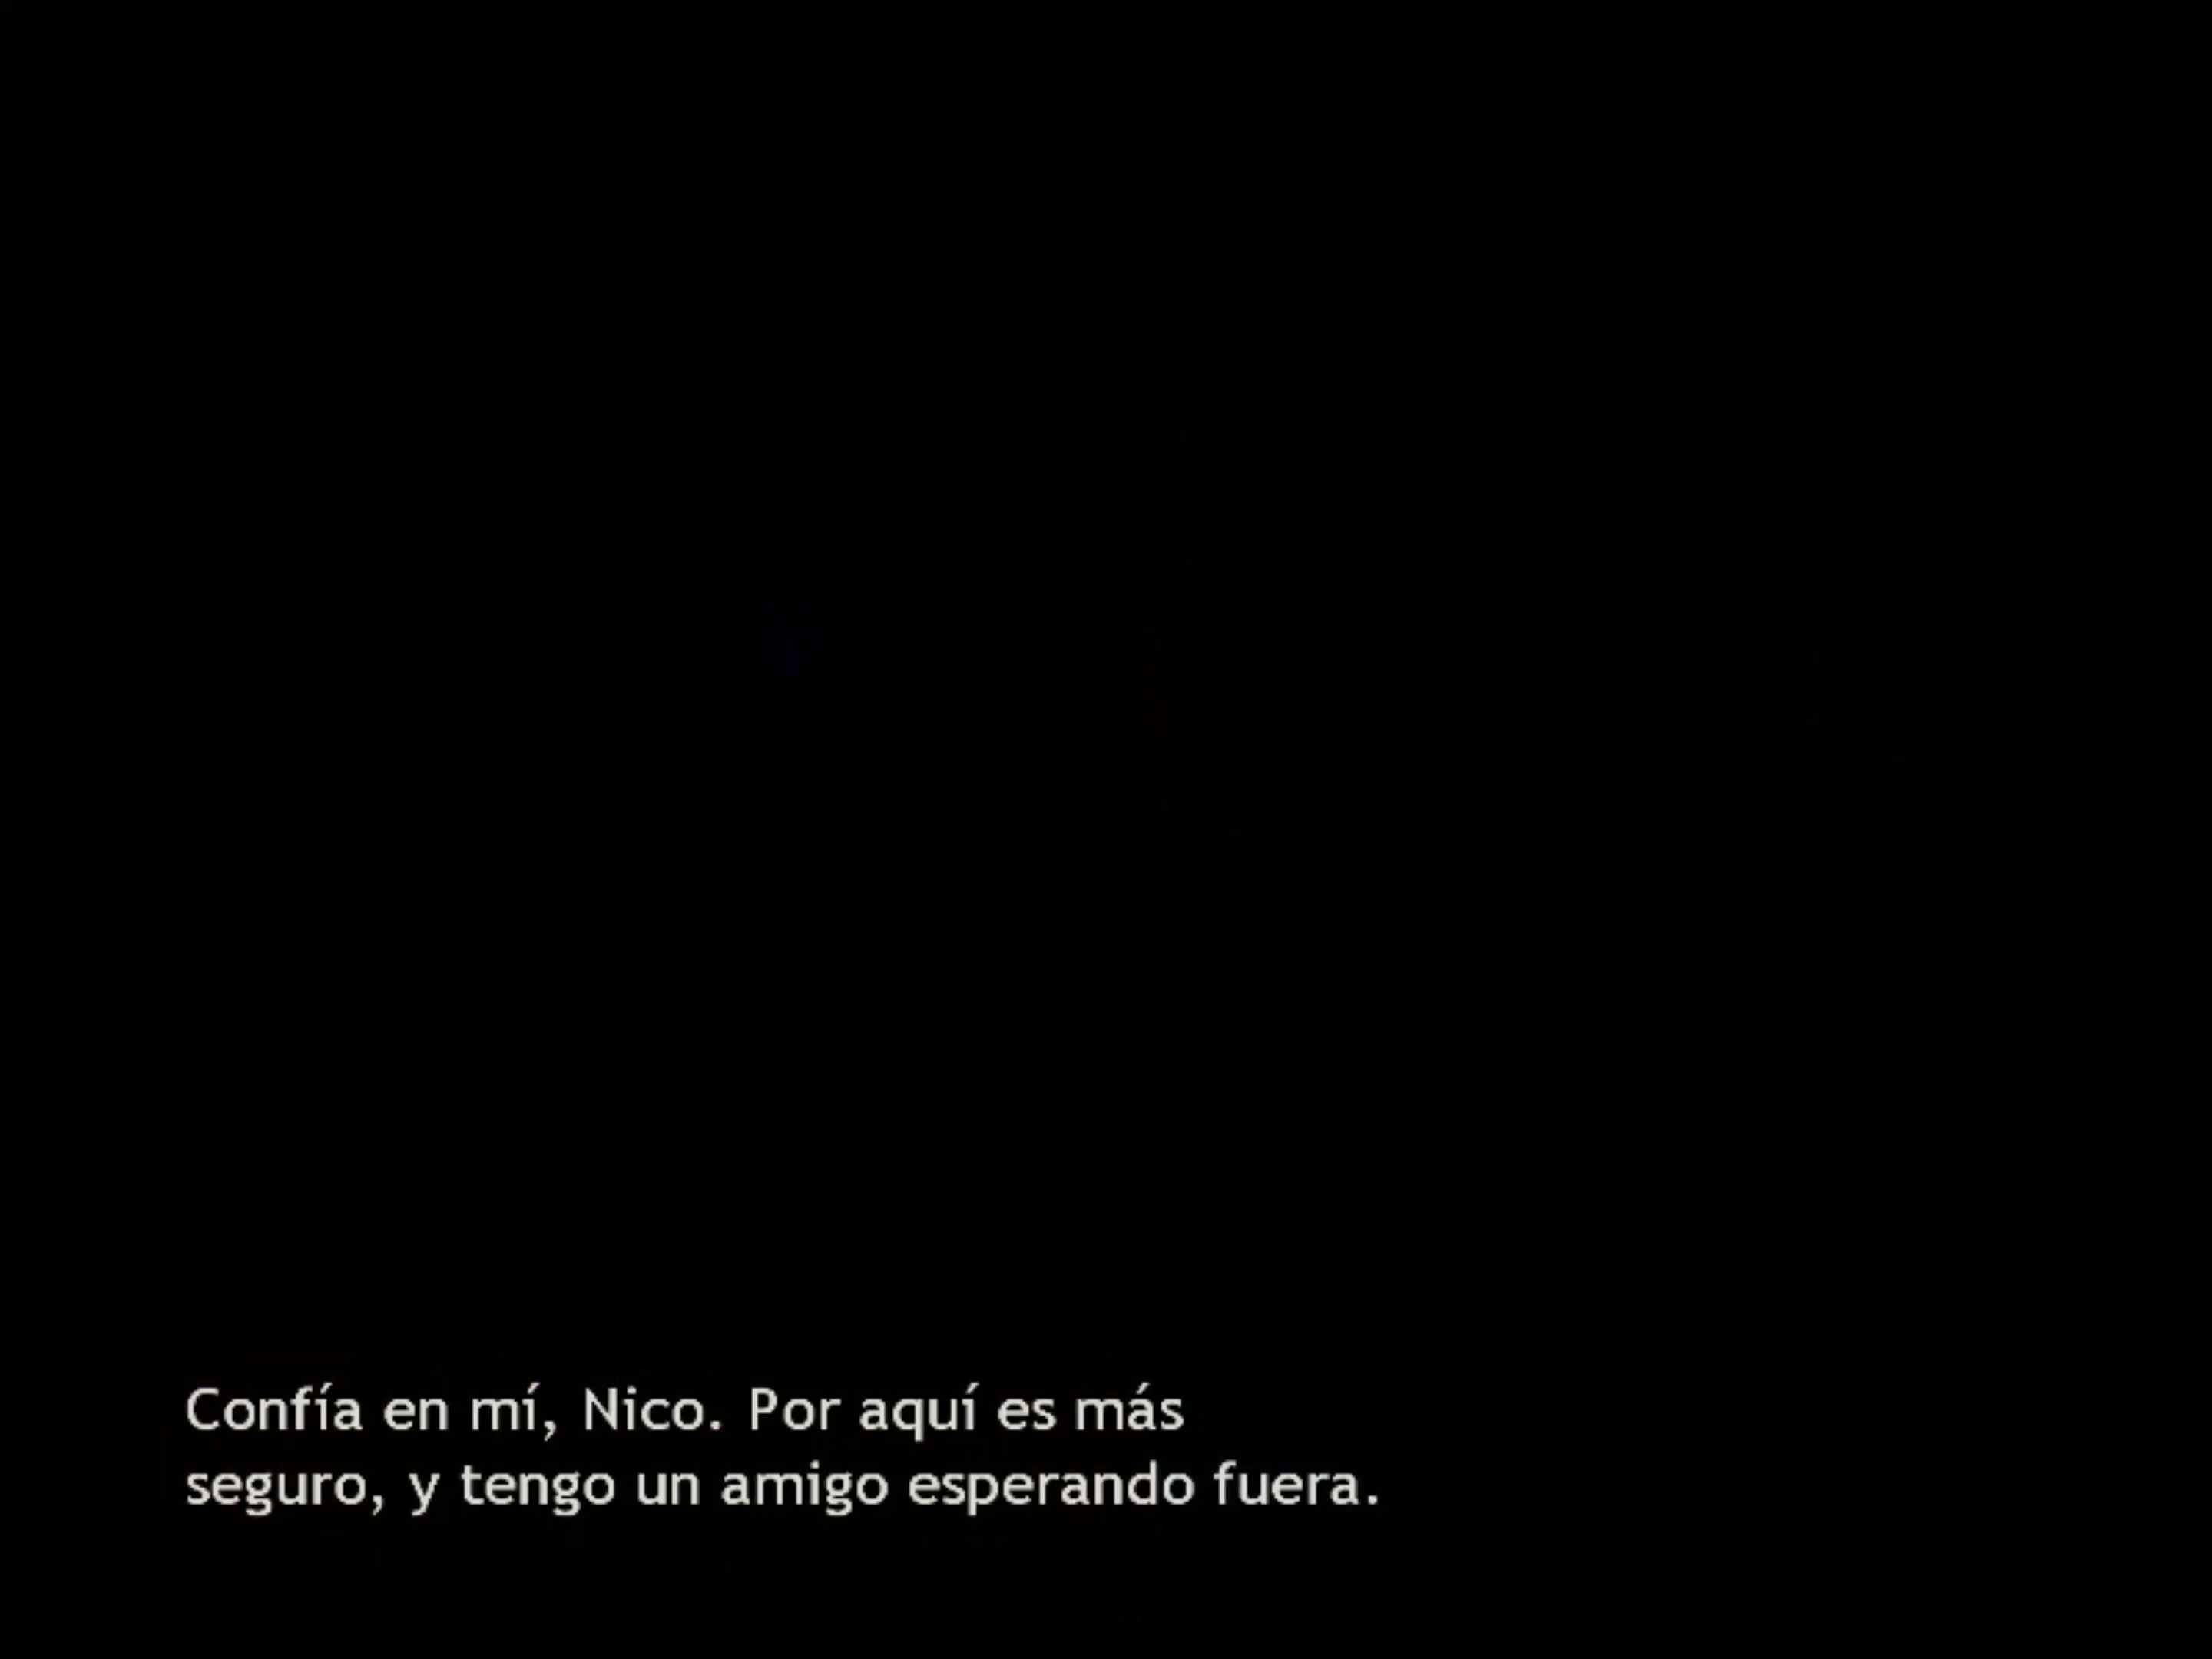 Confía en mí, Nico. Por aquí es más
seguro, y tengo un amigo esperando fuera.